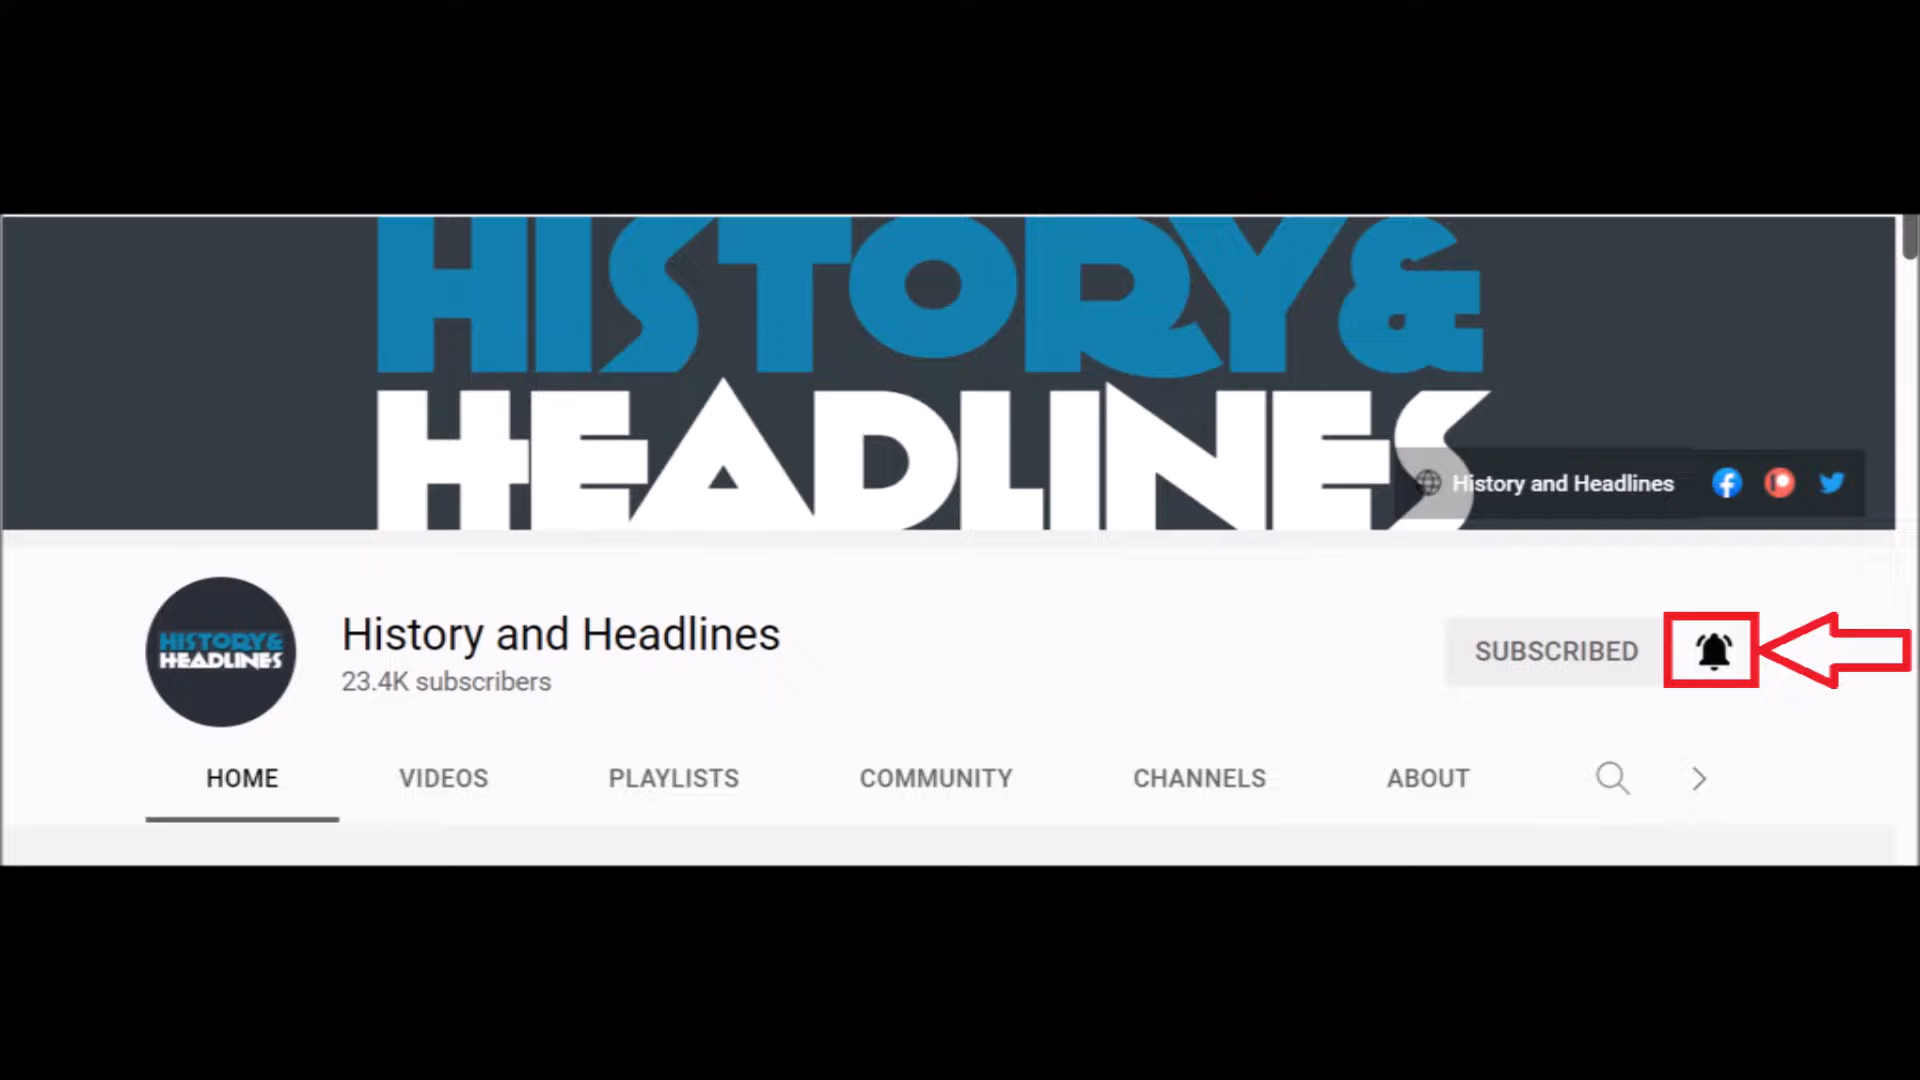 HISTORY&
HEADLINES
History and Headlines
HISTORY&
HEADLINES
History and Headlines
23.4K subscribers
SUBSCRIBED
HOME VIDEOS PLAYLISTS COMMUNITY CHANNELS ABOUT